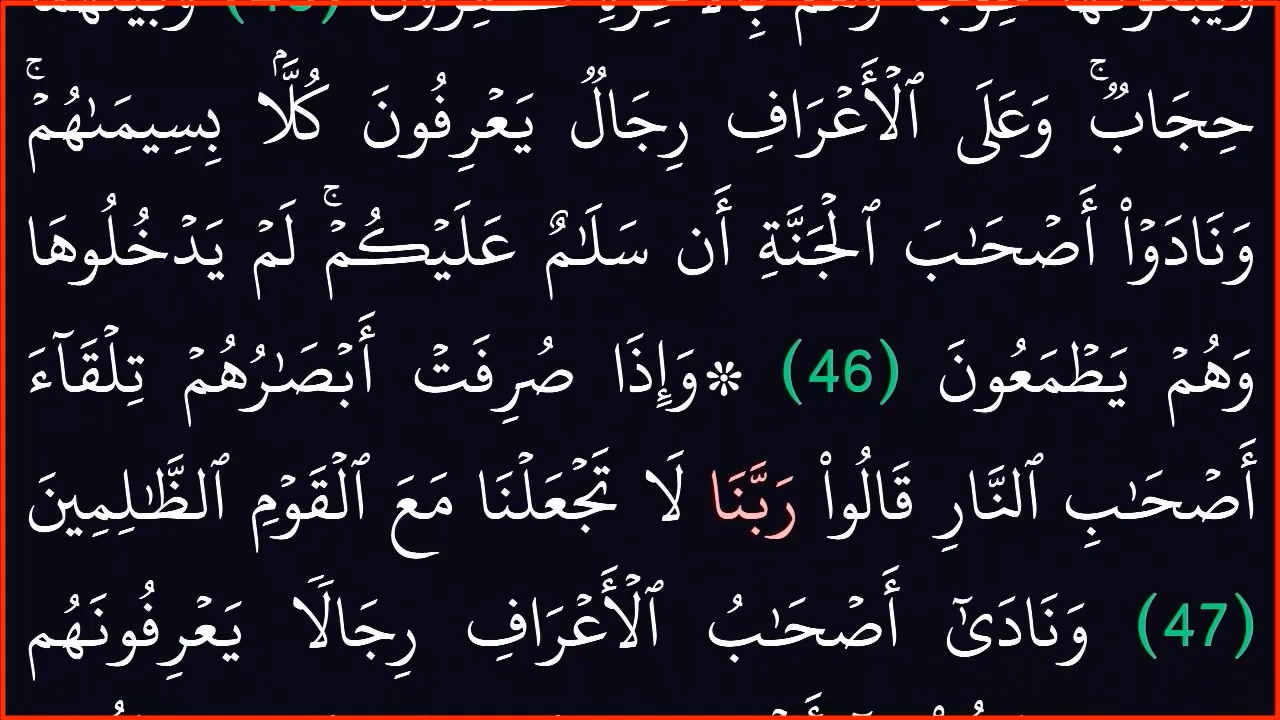 حِجَابٞۚ وَعَلَى ٱلۡأَعۡرَافِ رِجَالٞ يَعۡرِفُونَ كُلَّۢا بِسِيمَىٰهُمۡۚ
وَنَادَوۡاْ أَصۡحَٰبَ ٱلۡجَنَّةِ أَن سَلَٰمٌ عَلَيۡكُمۡۚ لَمۡ يَدۡخُلُوهَا
وَهُمۡ يَطۡمَعُونَ (46) ۞وَإِذَا صُرِفَتۡ أَبۡصَٰرُهُمۡ تِلۡقَآءَ
أَصۡحَٰبِ ٱلنَّارِ قَالُواْ رَبَّنَا لَا تَجۡعَلۡنَا مَعَ ٱلۡقَوۡمِ ٱلظَّٰلِمِينَ
(47) وَنَادَىٰٓ أَصۡحَٰبُ ٱلۡأَعۡرَافِ رِجَالٗا يَعۡرِفُونَهُم